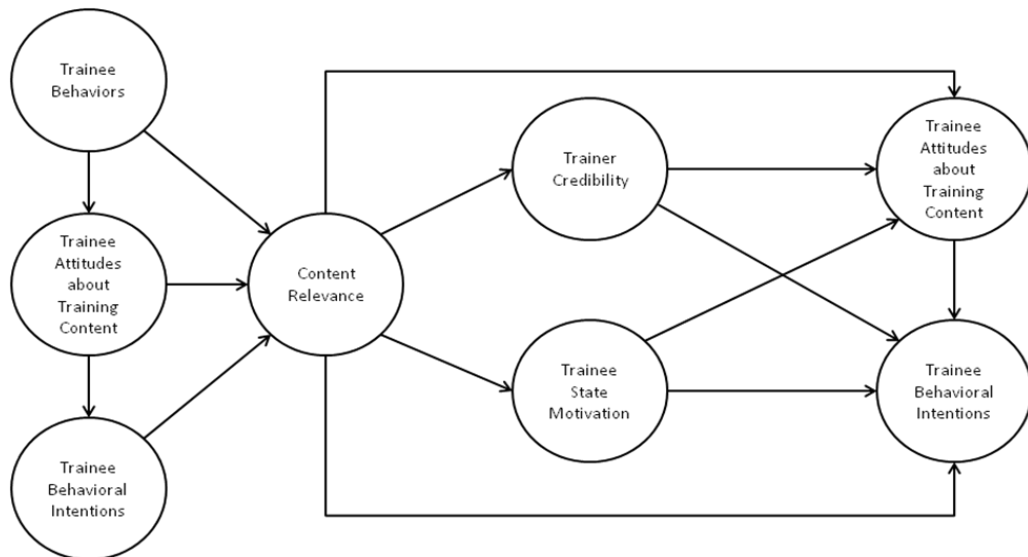 Trainee
Behaviors
Trainee
Attitudes
about
Training
Content
Trainee
Behavioral
Intentions
Content
Relevance
Trainer
Credibility
Trainee
State
Motivation
Trainee
Attitudes
about
Training
Content
Trainee
Behavioral
Intentions